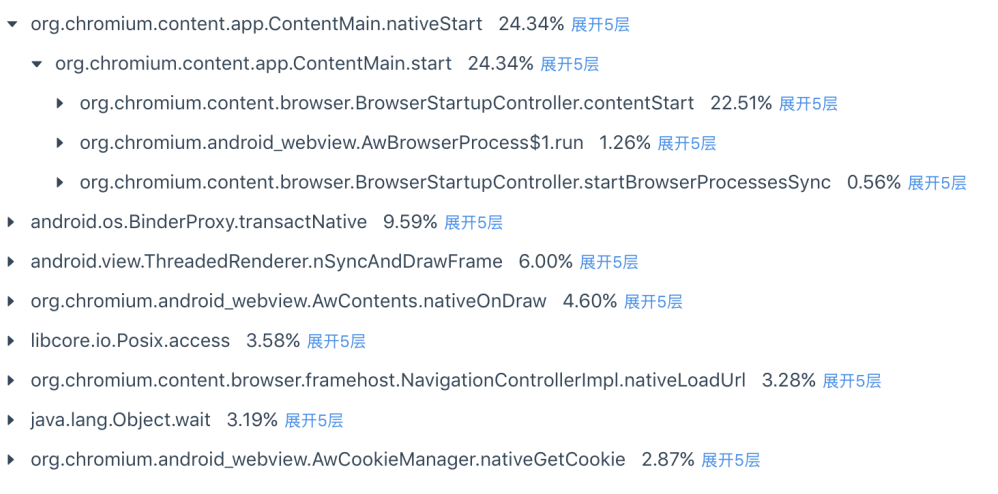 org.chromium.content.app.ContentMain.nativeStart 24.34% 展开5层
org.chromium.content.app.ContentMain.start 24.34% 展开5层
org.chromium.content.browser.BrowserStartupController.contentStart 22.51% 展开5层
org.chromium.android_webview.AwBrowserProcess$1.run 1.26% 展开5层
org.chromium.content.browser.BrowserStartupController.startBrowserProcessesSync 0.56% 展开5层
android.os.BinderProxy.transactNative 9.59% 展开5层
android.view.ThreadedRenderer.nSyncAndDrawFrame 6.00% 展开5层
org.chromium.android_webview.AwContents.nativeOnDraw 4.60% 展开5层
libcore.io.Posix.access 3.58% 展开5层
org.chromium.content.browser.framehost.NavigationControllerImpl.nativeLoadUrl 3.28% 展开5层
java.lang.Object.wait 3.19% 展开5层
org.chromium.android_webview.AwCookieManager.nativeGetCookie 2.87% 展开5层